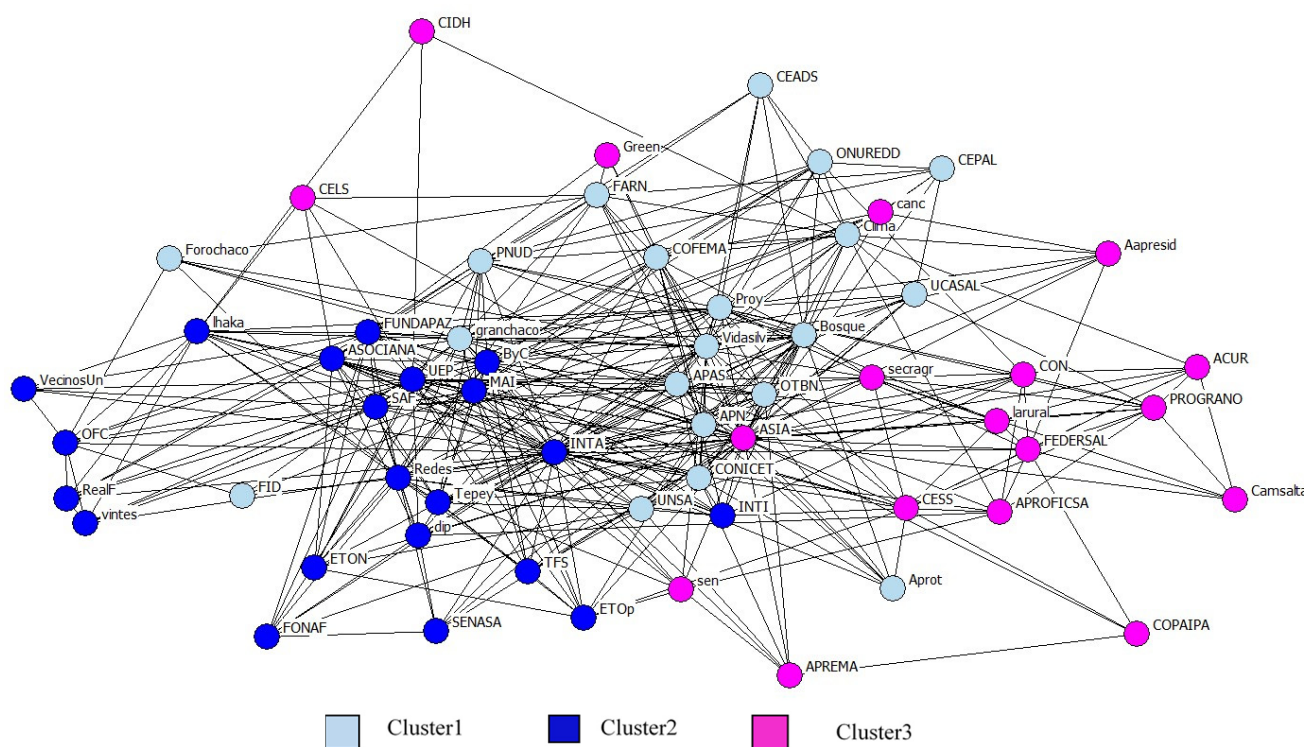 CIDH
CEADS
Green
ONUREDD
CEPAL
FARN
CELS
canc
Clima
Forochaco
PNUD
COFEMA
Aapresid
UCASAL
Proy
Ihaka
FUNDAPAZ
granchaco
Bosque
Vidasilv
ASOCIANA
ByC
UEP
ACUR
secragr
CON
VecinosUn
MAI
APAS
OTBN
SAF
PROGRANO
larural
APN
ASIA
OFC
INTA
FEDERSAL
Redes
CONICET
RealF
FID
Tepey
Camsalta
CESS
UNSA
APROFICSA
vintes
INTI
dip
ETON
TFS
sen
Aprot
ETOp
FONAF
SENASA
COPAIPA
APREMA
Cluster1 Cluster2 Cluster3